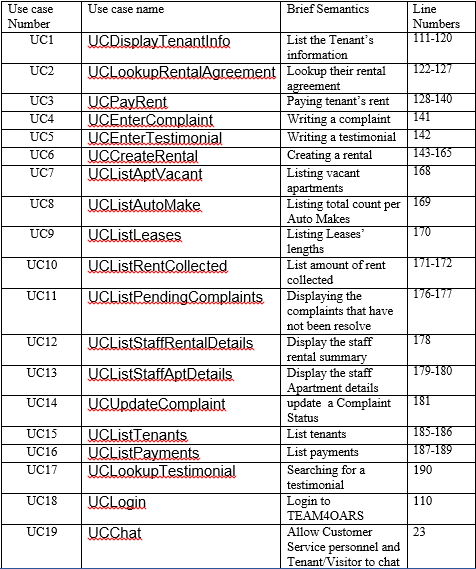 Use case Use case name Brief Semantics Line
Number Numbers
UC1 UCDisplayTenantInfo List the Tenant's 111-120
information
UC2 UCLookupRentalAgreement Lookup their rental 122-127
agreement
UC3 UCPayRent Paying tenant's rent 128-140
UC4 UCEnterComplaint Writing a complaint 141
UC5 UCEnterTestimonial Writing a testimonial 142
UC6 UCCreateRental Creating a rental 143-165
UC7 UCListAptVacant Listing vacant 168
apartments
UC8 UCListAutoMake Listing total count per 169
Auto Makes
UC9 UCListLeases Listing Leases' 170
lengths
UC10 UCListRentCollected List amount of rent 171-172
collected
UC11 UCListPendingComplaints Displaying the 176-177
complaints that have
not been resolve
UC12 UCListStaffRentalDetails Display the staff 178
rental summary
UC13 UCListStaffAptDetails Display the staff 179-180
Apartment details
UC14 UCUpdateComplaint update a Complaint 181
Status
UC15 UCListTenants List tenants 185-186
UC16 UCListPayments List payments 187-189
UC17 UCLookupTestimonial Searching for a 190
testimonial
UC18 UCLogin Login to 110
TEAM4OARS
UC19 UCChat Allow Customer 23
Service personnel and
Tenant/Visitor to chat